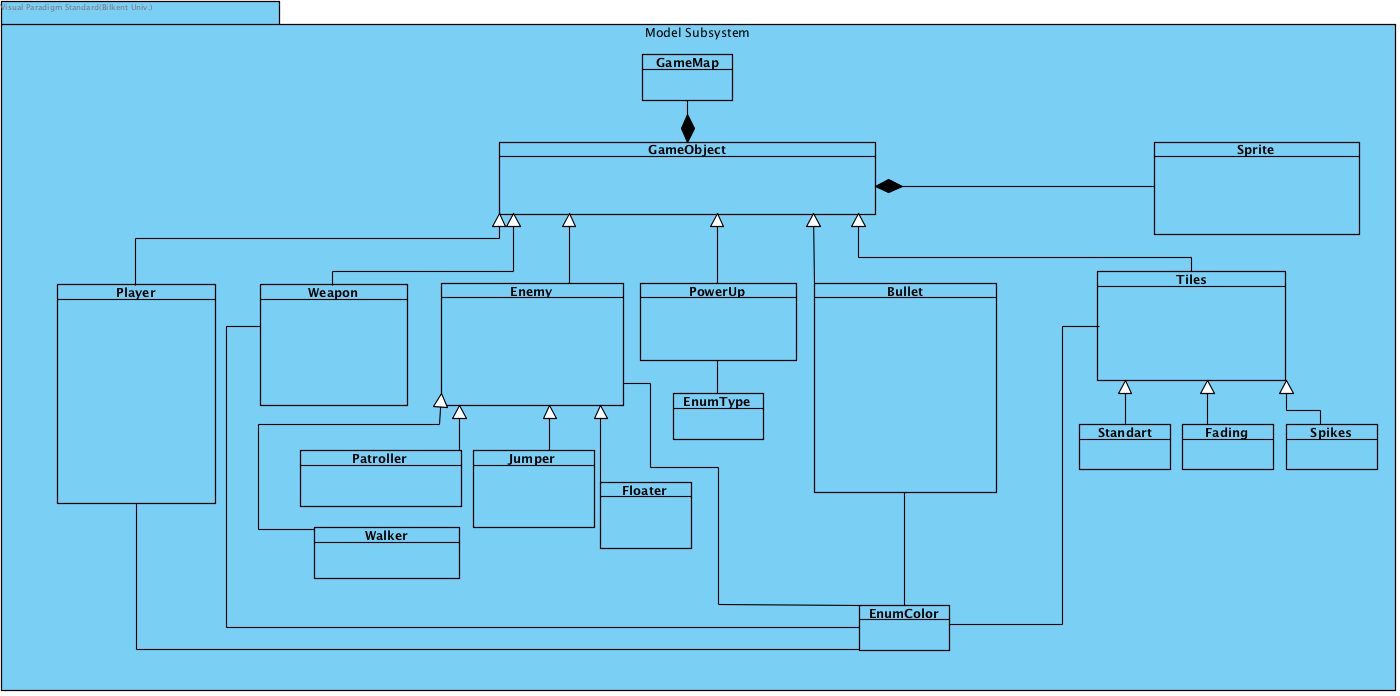 Visual Paradigm Standard(Bilkent Univ.)
Model Subsystem
GameMap
GameObject
Sprite
Player
Weapon
Enemy
PowerUp
Bullet
Tiles
EnumType
Standart
Fading
Spikes
Patroller
Jumper
Floater
Walker
EnumColor